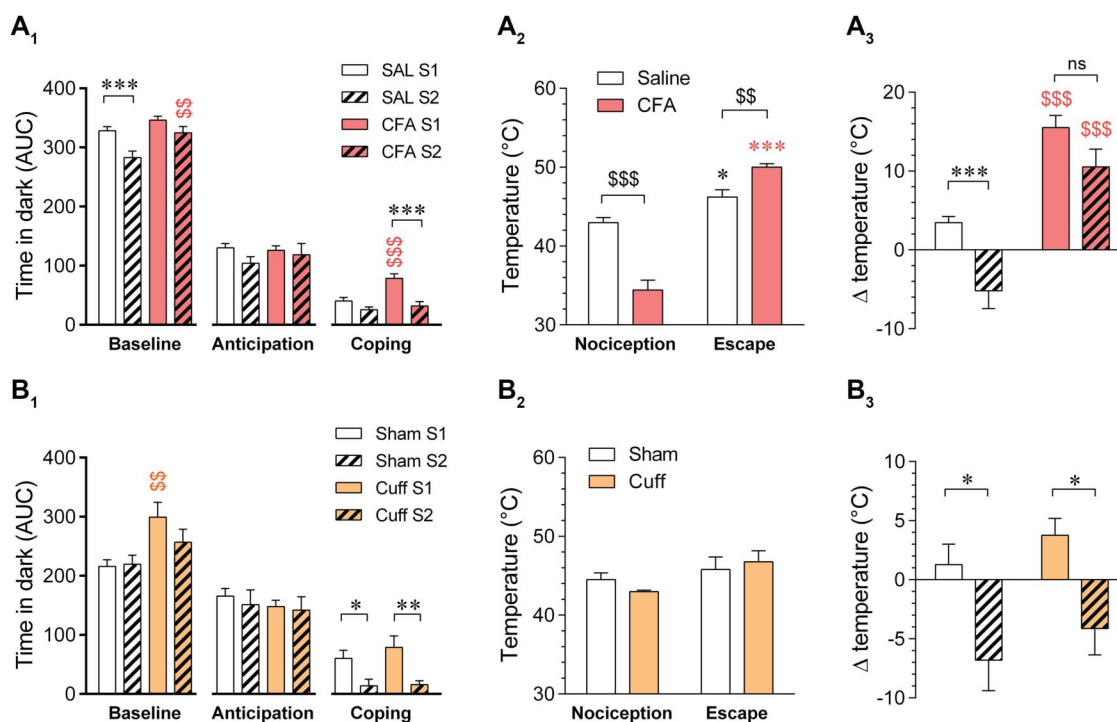 A1
Time in dark (AUC)
400
300
200
100
0
***
$$
$$$
***
SAL S1
SAL S2
CFA S1
CFA S2
Baseline
Anticipation
Coping
A2
Temperature (°C)
60
50
40
30
Saline
CFA
$$$
$$
*
***
Nociception
Escape
A3
Δ temperature (°C)
20
10
0
-10
***
ns
$$$
$$$
B1
Time in dark (AUC)
400
300
200
100
0
$$
*
**
Sham S1
Sham S2
Cuff S1
Cuff S2
Baseline
Anticipation
Coping
B2
Temperature (°C)
60
50
40
30
Sham
Cuff
Nociception
Escape
B3
Δ temperature (°C)
10
5
0
-5
-10
*
*